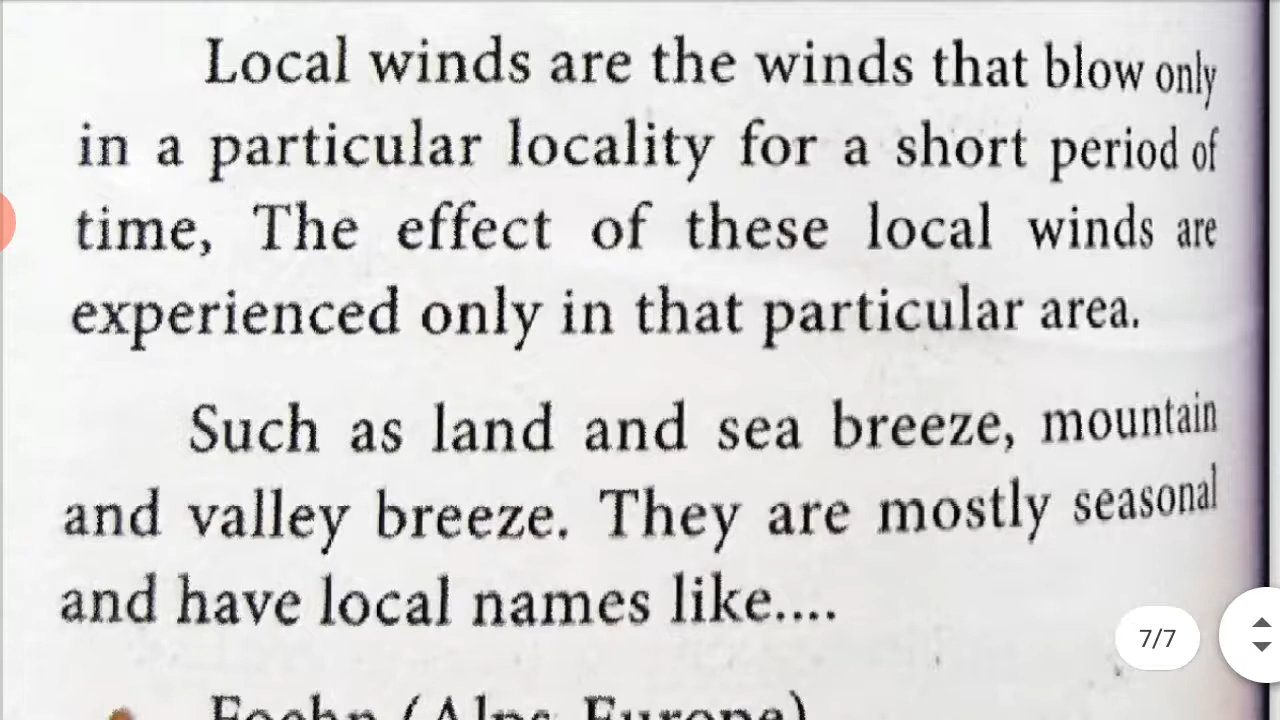 Local winds are the winds that blow only
in a particular locality for a short period of
time, The effect of these local winds are
experienced only in that particular area.
Such as land and sea breeze, mountain
and valley breeze. They are mostly seasonal
and have local names like....
7/7
Foehn (Alps, Europe)